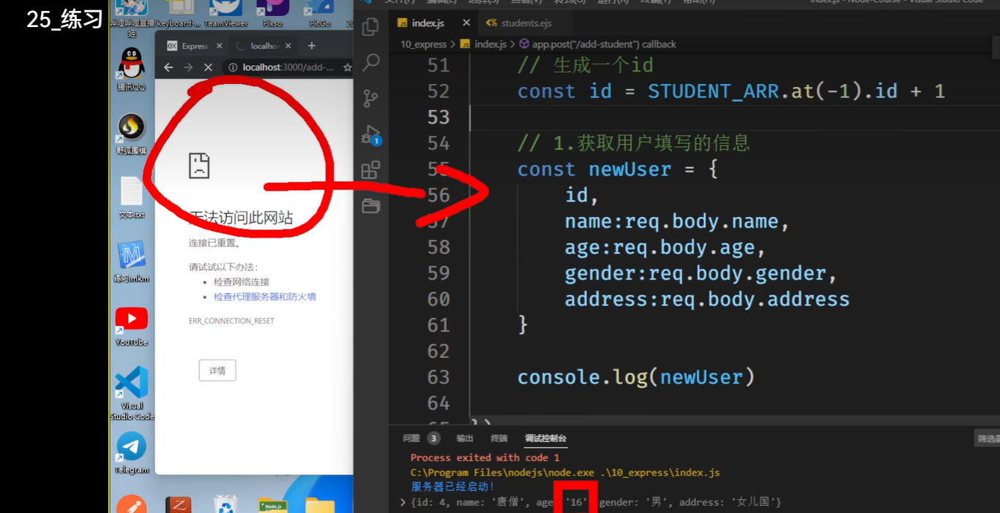 25_练习
哔哩哔哩直播姬
keyboard-...
TeamViewer
Pixso
PicGo
腾讯QQ
野狐围棋
文本.txt
练习mkm
YouTube
Visual Studio Code
Telegram
Express
localhos
localhost:3000/add-...
无法访问此网站
连接已重置。
请试试以下办法：
检查网络连接
检查代理服务器和防火墙
ERR_CONNECTION_RESET
详情
index.js - Node-Course - Visual Studio Code
index.js
students.ejs
10_express > index.js > app.post("/add-student") callback
51 // 生成一个id
52 const id = STUDENT_ARR.at(-1).id + 1
53
54 // 1.获取用户填写的信息
55 const newUser = {
56 id,
57 name:req.body.name,
58 age:req.body.age,
59 gender:req.body.gender,
60 address:req.body.address
61 }
62
63 console.log(newUser)
64
65 })
问题 3 输出 终端 调试控制台
筛选器
Process exited with code 1
C:\Program Files\nodejs\node.exe .\10_express\index.js
服务器已经启动!
{id: 4, name: '唐僧', age: '16', gender: '男', address: '女儿国'}